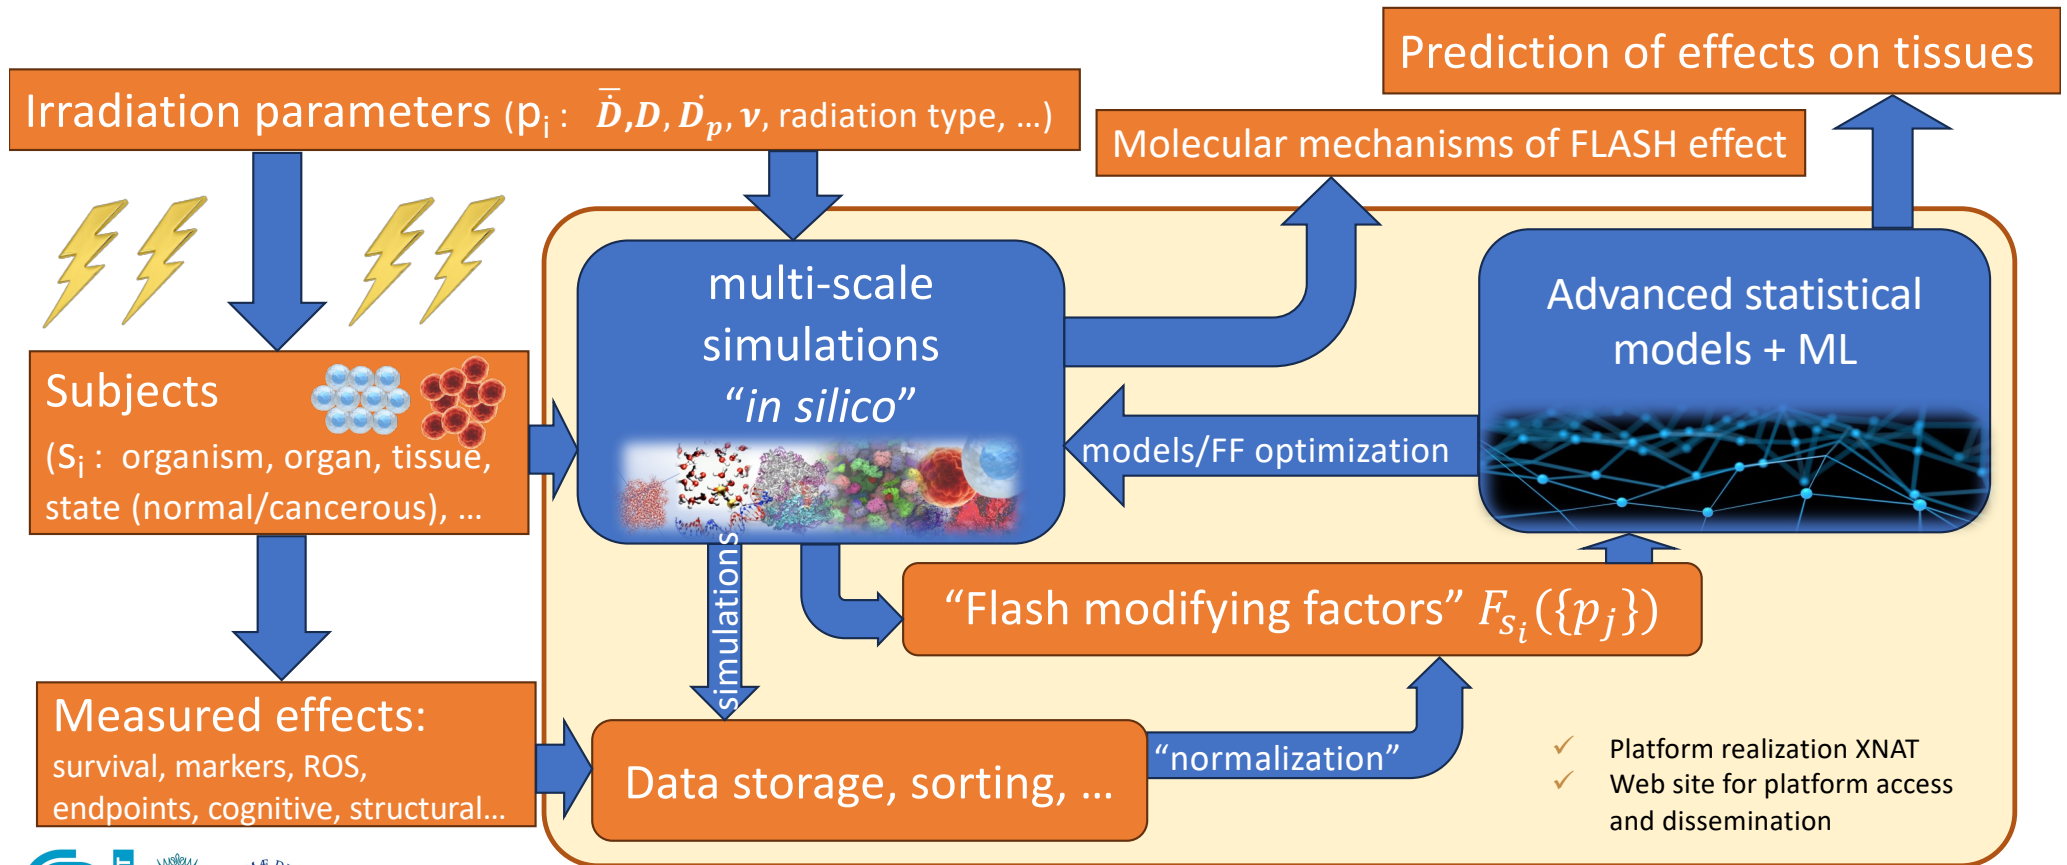 Prediction of effects on tissues
Irradiation parameters (pᵢ : D̄̇, D, Ḋₚ, ν, radiation type, …)
Molecular mechanisms of FLASH effect
multi-scale
simulations
“in silico”
Advanced statistical
models + ML
Subjects
(Sᵢ : organism, organ, tissue,
state (normal/cancerous), …
models/FF optimization
simulations
“Flash modifying factors” F_{s_i}({p_j})
Measured effects:
survival, markers, ROS,
endpoints, cognitive, structural…
Data storage, sorting, …
“normalization”
✓ Platform realization XNAT
✓ Web site for platform access
and dissemination